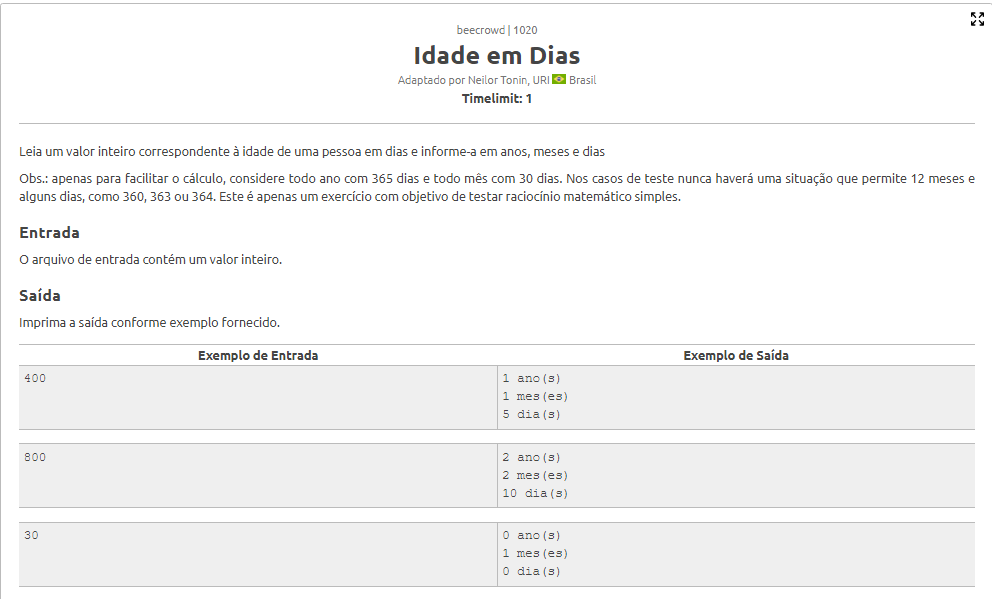 beecrowd | 1020
Idade em Dias
Adaptado por Neilor Tonin, URI Brasil
Timelimit: 1
Leia um valor inteiro correspondente à idade de uma pessoa em dias e informe-a em anos, meses e dias
Obs.: apenas para facilitar o cálculo, considere todo ano com 365 dias e todo mês com 30 dias. Nos casos de teste nunca haverá uma situação que permite 12 meses e
alguns dias, como 360, 363 ou 364. Este é apenas um exercício com objetivo de testar raciocínio matemático simples.
Entrada
O arquivo de entrada contém um valor inteiro.
Saída
Imprima a saída conforme exemplo fornecido.
Exemplo de Entrada Exemplo de Saída
400 1 ano(s)
1 mes(es)
5 dia(s)
800 2 ano(s)
2 mes(es)
10 dia(s)
30 0 ano(s)
1 mes(es)
0 dia(s)